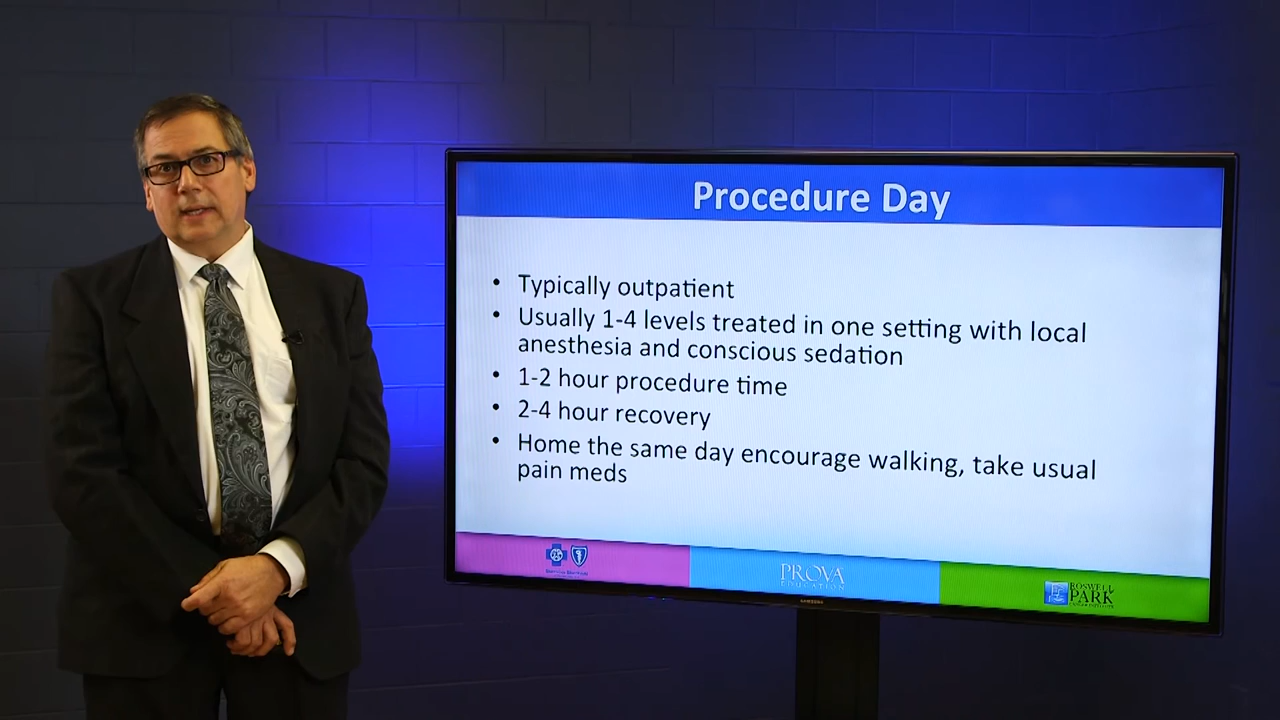 Procedure Day
• Typically outpatient
• Usually 1-4 levels treated in one setting with local
anesthesia and conscious sedation
• 1-2 hour procedure time
• 2-4 hour recovery
• Home the same day encourage walking, take usual
pain meds
PROVA
EDUCATION
ROSWELL
PARK
SAMSUNG